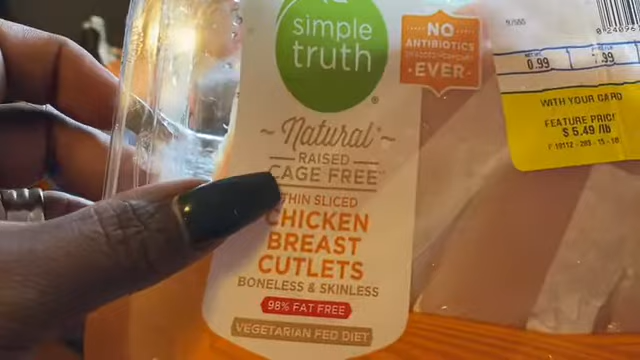 simple
truth
®
NO
ANTIBIOTICS
EVER
Natural
RAISED
CAGE FREE
THIN SLICED
CHICKEN
BREAST
CUTLETS
BONELESS & SKINLESS
98% FAT FREE
VEGETARIAN FED DIET
0.99
.99
WITH YOUR CARD
FEATURE PRICE
$ 5.49 /lb